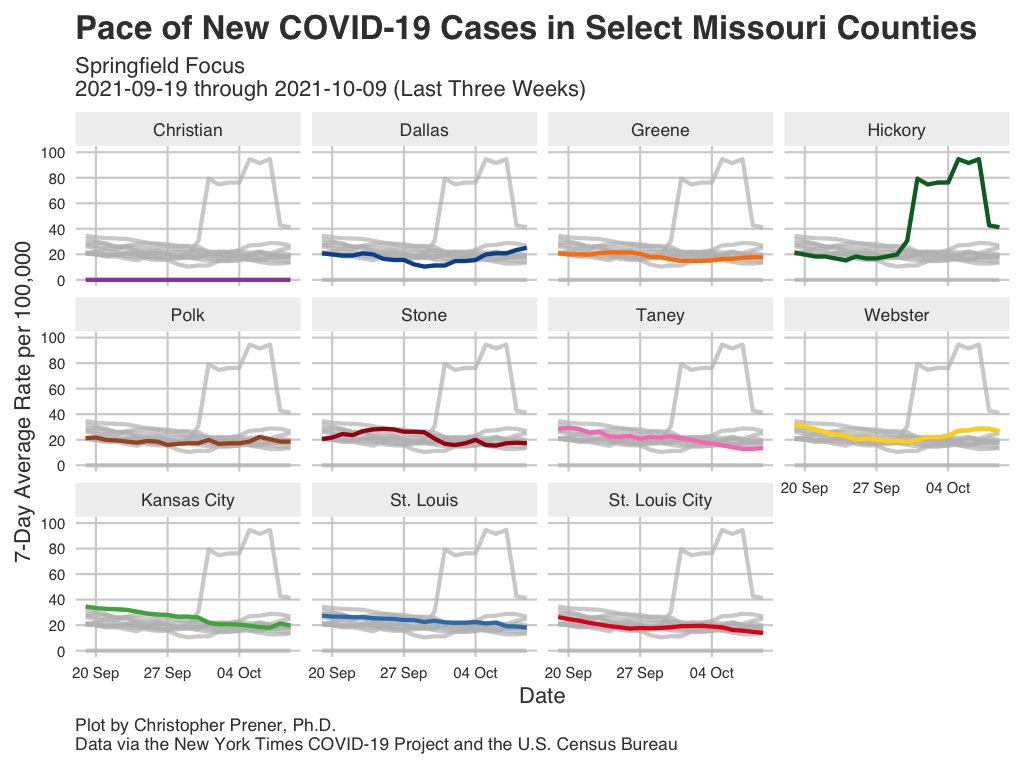 Pace of New COVID-19 Cases in Select Missouri Counties
Springfield Focus
2021-09-19 through 2021-10-09 (Last Three Weeks)
Christian
Dallas
Greene
Hickory
100
80
60
40
20
0
Polk
Stone
Taney
Webster
100
80
60
40
20
0
20 Sep
27 Sep
04 Oct
Kansas City
St. Louis
St. Louis City
100
80
60
40
20
0
20 Sep
27 Sep
04 Oct
20 Sep
27 Sep
04 Oct
20 Sep
27 Sep
04 Oct
7-Day Average Rate per 100,000
Date
Plot by Christopher Prener, Ph.D.
Data via the New York Times COVID-19 Project and the U.S. Census Bureau